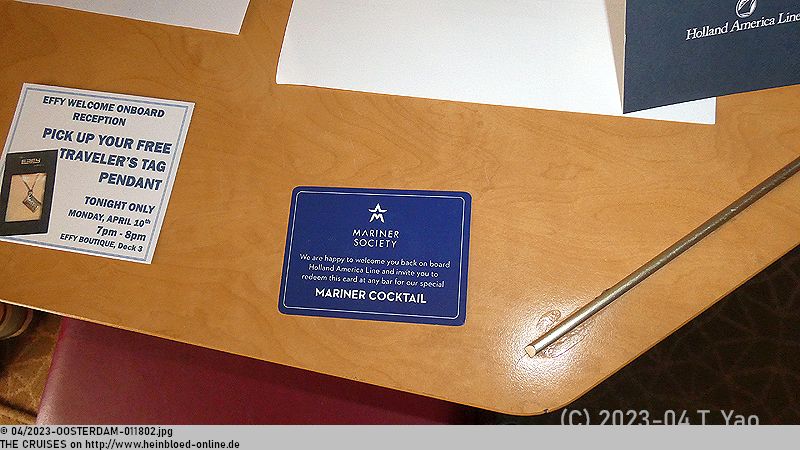 Holland America Line
EFFY WELCOME ONBOARD
RECEPTION
PICK UP YOUR FREE
TRAVELER'S TAG
PENDANT
EFFY
TONIGHT ONLY
MONDAY, APRIL 10th
7pm - 8pm
EFFY BOUTIQUE, Deck 3
MARINER
SOCIETY
We are happy to welcome you back on board
Holland America Line and invite you to
redeem this card at any bar for our special
MARINER COCKTAIL
(C) 2023-04 T. Yao
© 04/2023-OOSTERDAM-011802.jpg
THE CRUISES on http://www.heinbloed-online.de